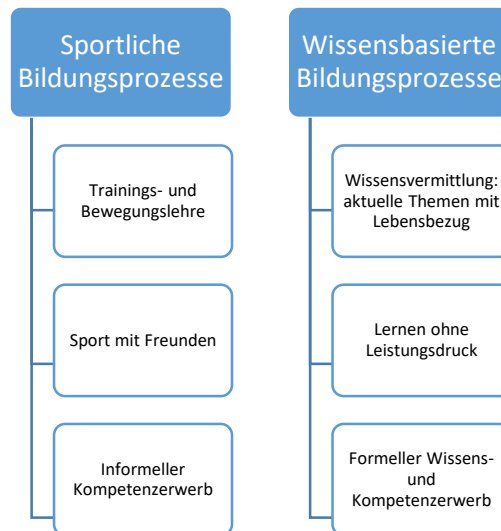 Sportliche
Bildungsprozesse
Trainings- und
Bewegungslehre
Sport mit Freunden
Informeller
Kompetenzerwerb
Wissensbasierte
Bildungsprozesse
Wissensvermittlung:
aktuelle Themen mit
Lebensbezug
Lernen ohne
Leistungsdruck
Formeller Wissens-
und
Kompetenzerwerb